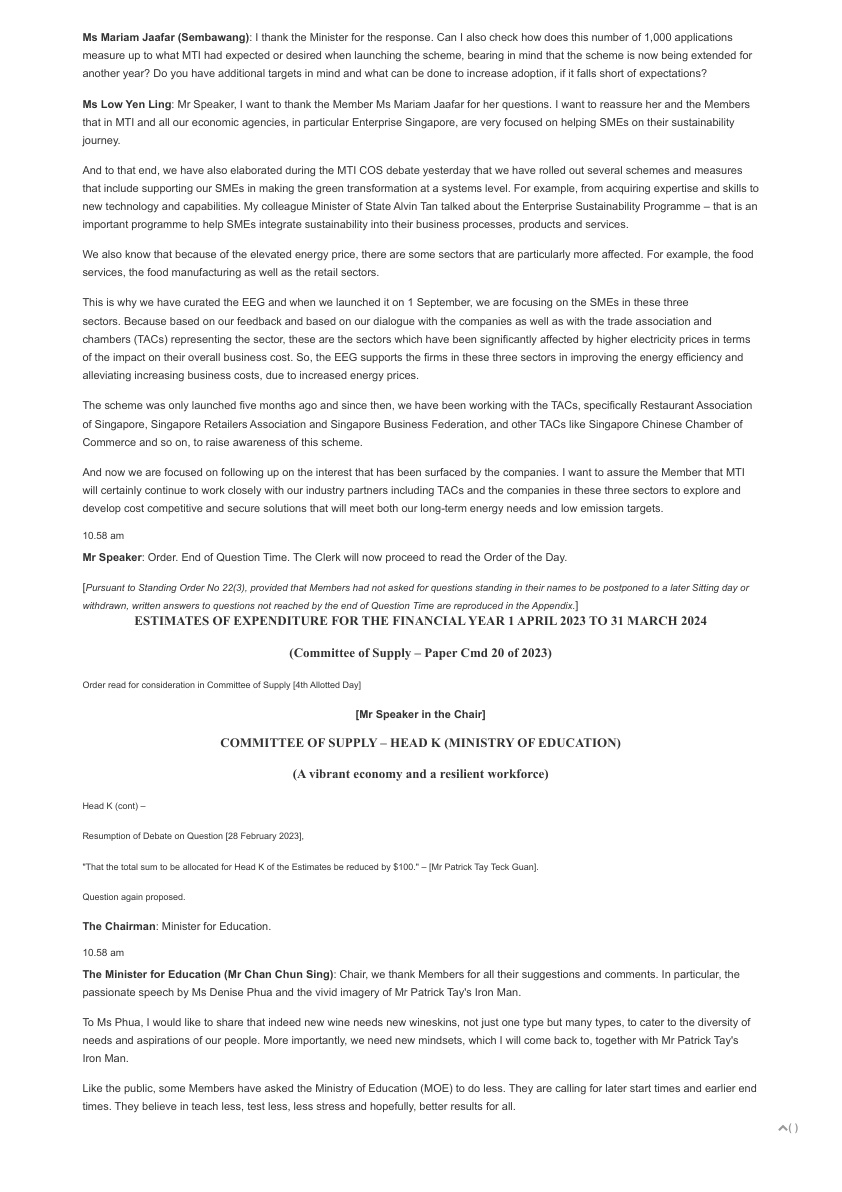 Ms Mariam Jaafar (Sembawang): I thank the Minister for the response. Can I also check how does this number of 1,000 applications
measure up to what MTI had expected or desired when launching the scheme, bearing in mind that the scheme is now being extended for
another year? Do you have additional targets in mind and what can be done to increase adoption, if it falls short of expectations?
Ms Low Yen Ling: Mr Speaker, I want to thank the Member Ms Mariam Jaafar for her questions. I want to reassure her and the Members
that in MTI and all our economic agencies, in particular Enterprise Singapore, are very focused on helping SMEs on their sustainability
journey.
And to that end, we have also elaborated during the MTI COS debate yesterday that we have rolled out several schemes and measures
that include supporting our SMEs in making the green transformation at a systems level. For example, from acquiring expertise and skills to
new technology and capabilities. My colleague Minister of State Alvin Tan talked about the Enterprise Sustainability Programme – that is an
important programme to help SMEs integrate sustainability into their business processes, products and services.
We also know that because of the elevated energy price, there are some sectors that are particularly more affected. For example, the food
services, the food manufacturing as well as the retail sectors.
This is why we have curated the EEG and when we launched it on 1 September, we are focusing on the SMEs in these three
sectors. Because based on our feedback and based on our dialogue with the companies as well as with the trade association and
chambers (TACs) representing the sector, these are the sectors which have been significantly affected by higher electricity prices in terms
of the impact on their overall business cost. So, the EEG supports the firms in these three sectors in improving the energy efficiency and
alleviating increasing business costs, due to increased energy prices.
The scheme was only launched five months ago and since then, we have been working with the TACs, specifically Restaurant Association
of Singapore, Singapore Retailers Association and Singapore Business Federation, and other TACs like Singapore Chinese Chamber of
Commerce and so on, to raise awareness of this scheme.
And now we are focused on following up on the interest that has been surfaced by the companies. I want to assure the Member that MTI
will certainly continue to work closely with our industry partners including TACs and the companies in these three sectors to explore and
develop cost competitive and secure solutions that will meet both our long-term energy needs and low emission targets.
10.58 am
Mr Speaker: Order. End of Question Time. The Clerk will now proceed to read the Order of the Day.
[Pursuant to Standing Order No 22(3), provided that Members had not asked for questions standing in their names to be postponed to a later Sitting day or
withdrawn, written answers to questions not reached by the end of Question Time are reproduced in the Appendix.]
ESTIMATES OF EXPENDITURE FOR THE FINANCIAL YEAR 1 APRIL 2023 TO 31 MARCH 2024
(Committee of Supply – Paper Cmd 20 of 2023)
Order read for consideration in Committee of Supply [4th Allotted Day]
[Mr Speaker in the Chair]
COMMITTEE OF SUPPLY – HEAD K (MINISTRY OF EDUCATION)
(A vibrant economy and a resilient workforce)
Head K (cont) –
Resumption of Debate on Question [28 February 2023],
"That the total sum to be allocated for Head K of the Estimates be reduced by $100." – [Mr Patrick Tay Teck Guan].
Question again proposed.
The Chairman: Minister for Education.
10.58 am
The Minister for Education (Mr Chan Chun Sing): Chair, we thank Members for all their suggestions and comments. In particular, the
passionate speech by Ms Denise Phua and the vivid imagery of Mr Patrick Tay's Iron Man.
To Ms Phua, I would like to share that indeed new wine needs new wineskins, not just one type but many types, to cater to the diversity of
needs and aspirations of our people. More importantly, we need new mindsets, which I will come back to, together with Mr Patrick Tay's
Iron Man.
Like the public, some Members have asked the Ministry of Education (MOE) to do less. They are calling for later start times and earlier end
times. They believe in teach less, test less, less stress and hopefully, better results for all.
( )